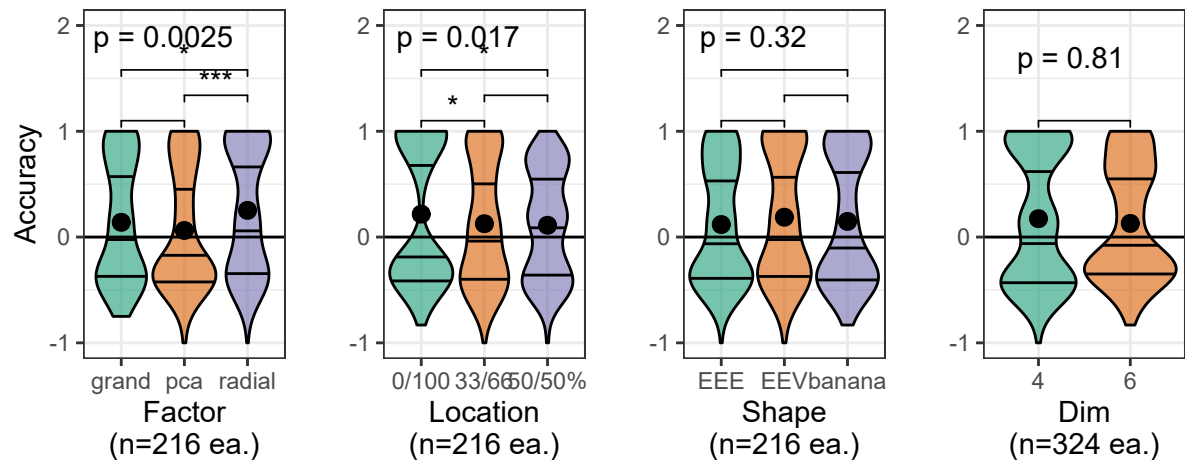 Accuracy
2
1
0
-1
p = 0.0025
*
***
grand pca radial
Factor
(n=216 ea.)
2
1
0
-1
p = 0.017
*
*
0/100 33/66 50/50%
Location
(n=216 ea.)
2
1
0
-1
p = 0.32
EEE EEV banana
Shape
(n=216 ea.)
2
1
0
-1
p = 0.81
4 6
Dim
(n=324 ea.)